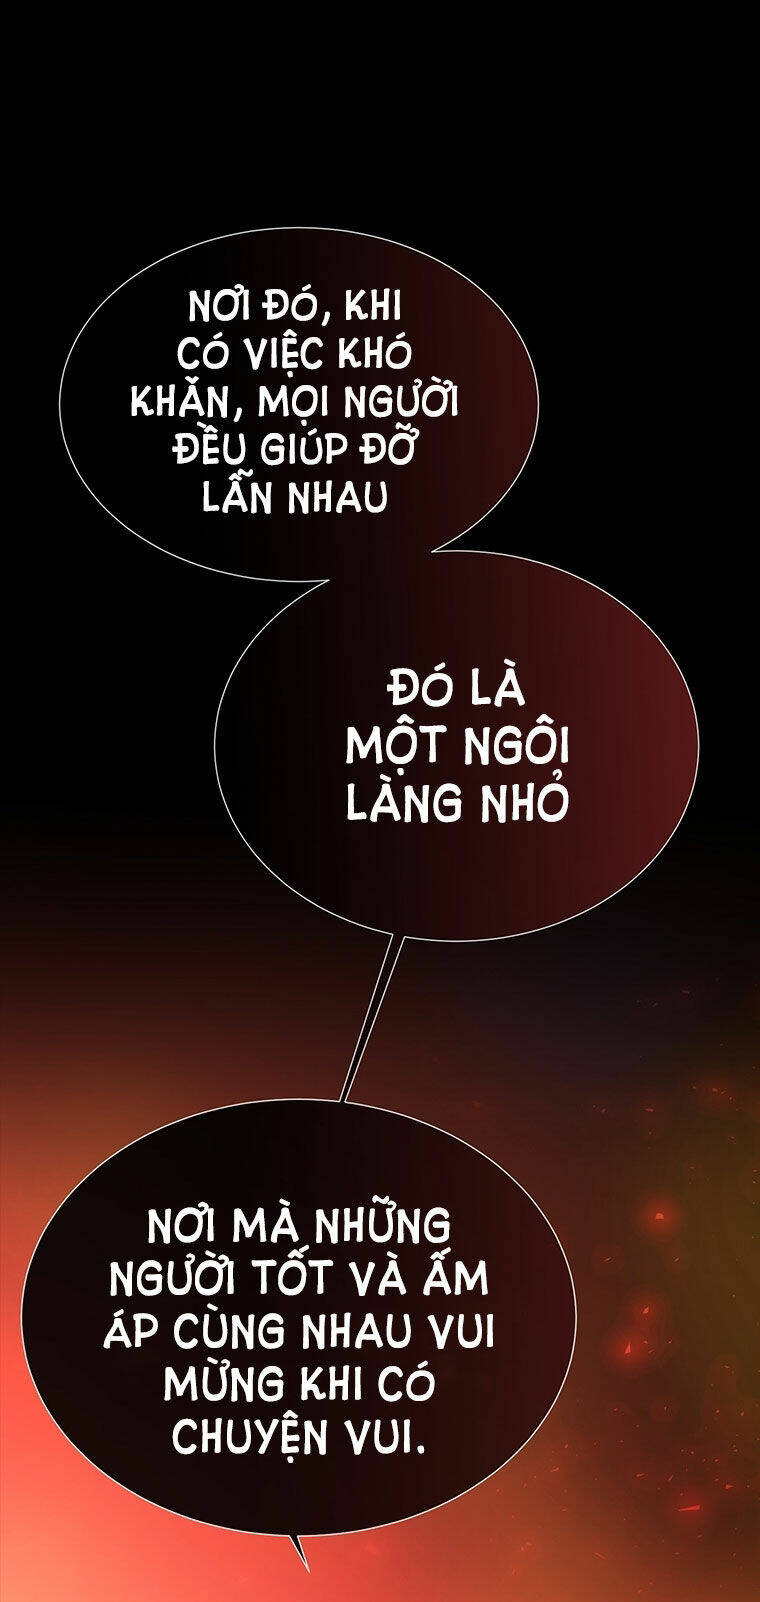 NƠI ĐÓ, KHI
CÓ VIỆC KHÓ
KHĂN, MỌI NGƯỜI
ĐỀU GIÚP ĐỠ
LẪN NHAU
ĐÓ LÀ
MỘT NGÔI
LÀNG NHỎ
NƠI MÀ NHỮNG
NGƯỜI TỐT VÀ ẤM
ÁP CÙNG NHAU VUI
MỪNG KHI CÓ
CHUYỆN VUI.